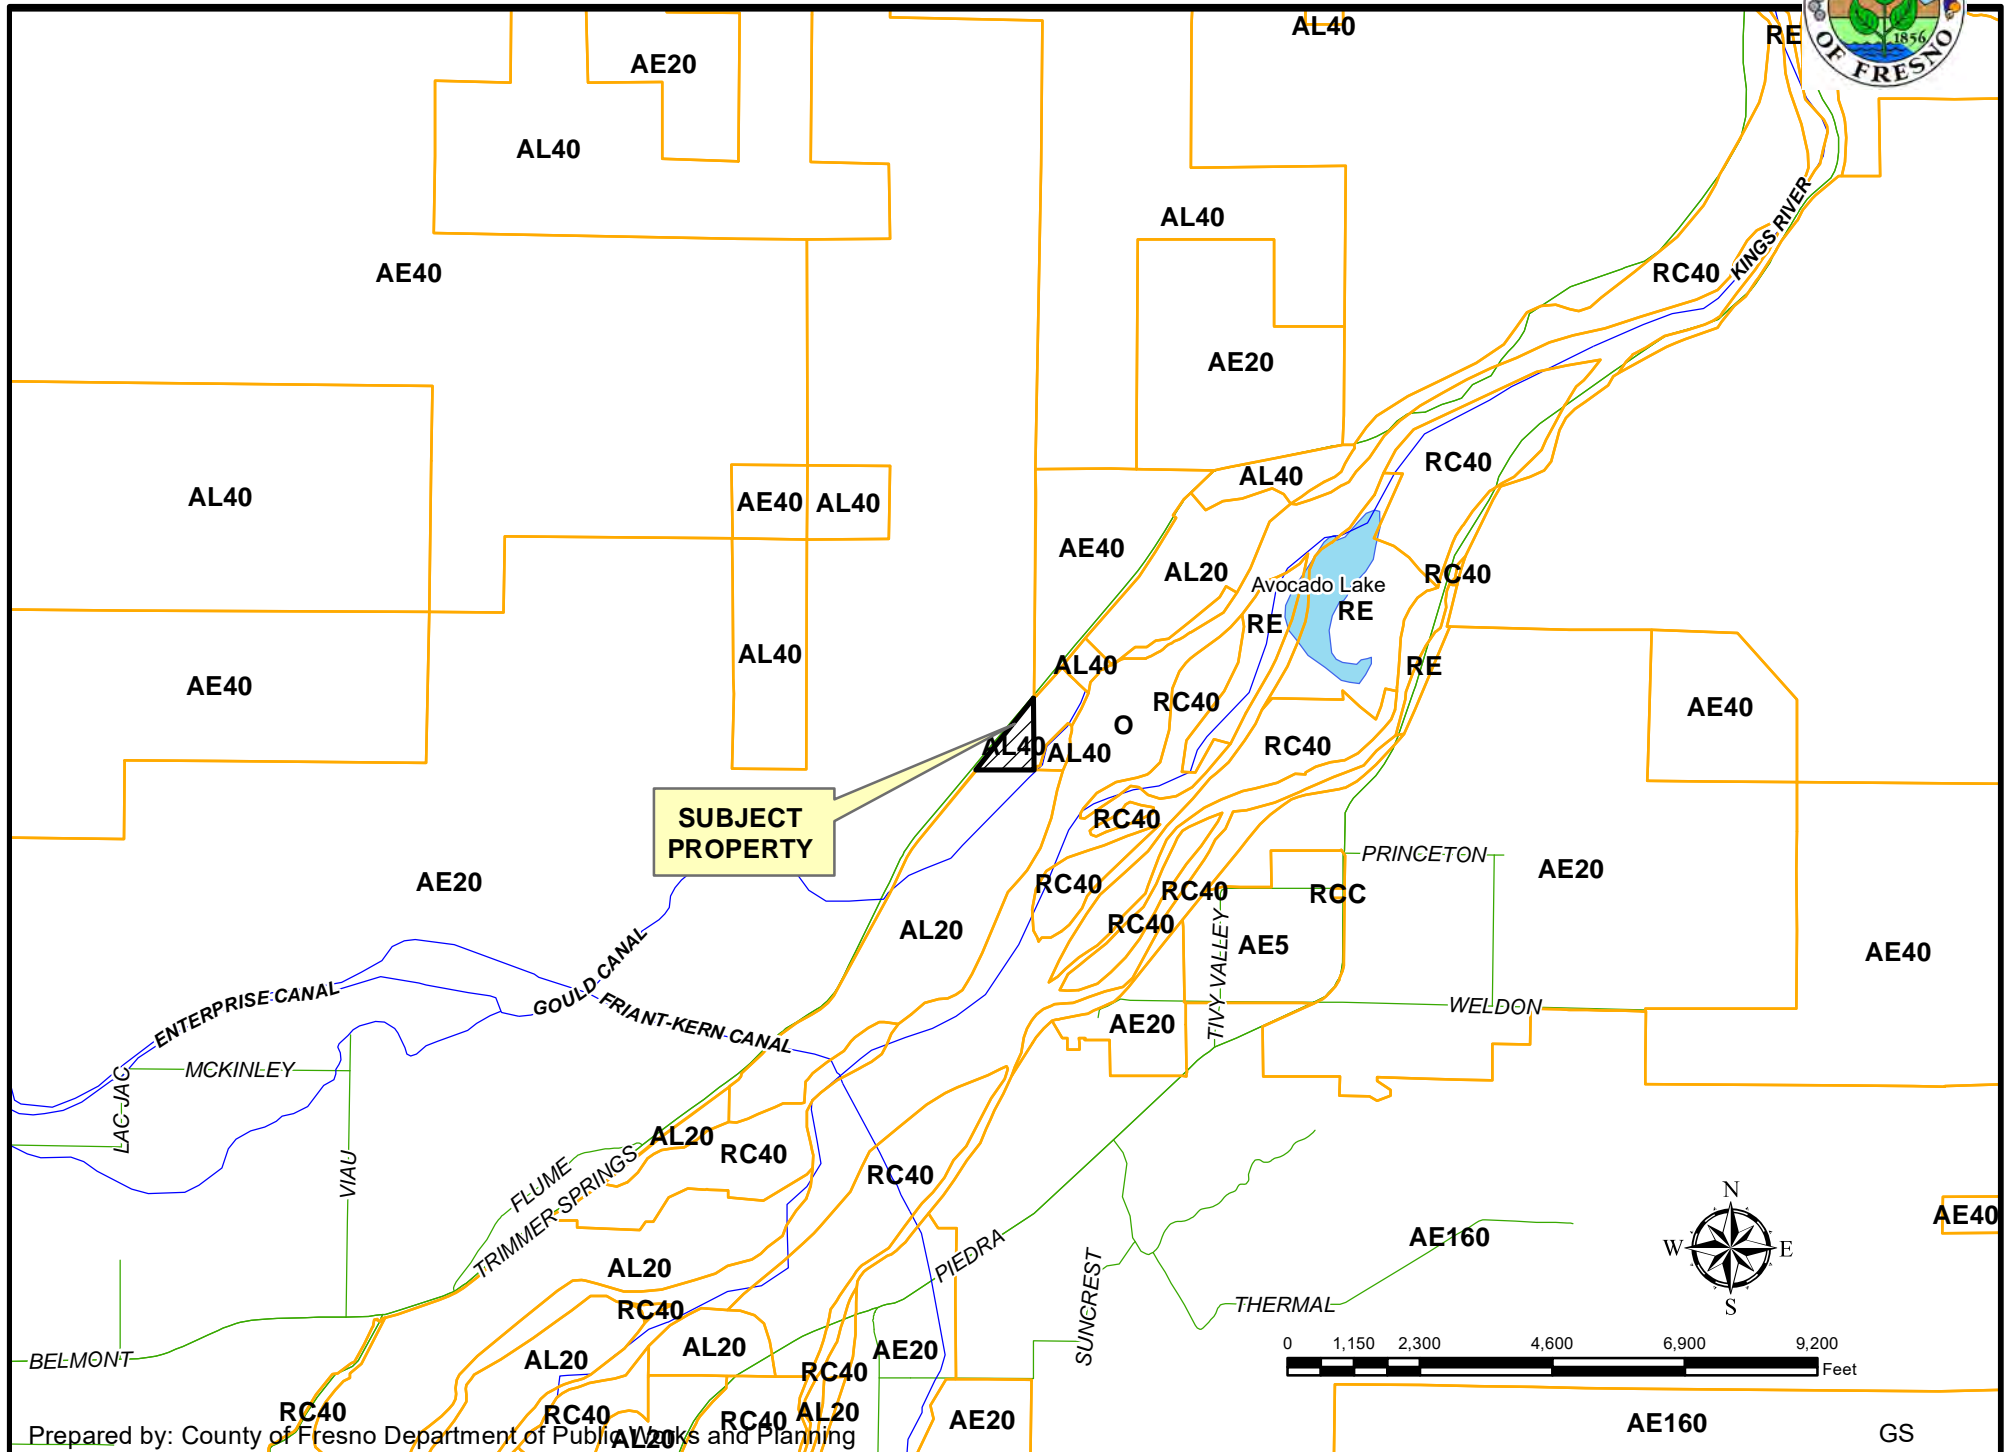 AL40
RE
1856
OF FRESNO
AE20
AL40
AL40
AE40
RC40
KINGS RIVER
AE20
RC40
AL40
AL40
AE40
AL40
AE40
AL20
RC40
Avocado Lake
RE
RE
AL40
AL40
RE
AE40
RC40
AE40
O
AL40
AL40
RC40
SUBJECT
PROPERTY
RC40
PRINCETON
AE20
AE20
RC40
RC40
RCC
RC40
AL20
TIVY VALLEY
AE5
AE40
GOULD CANAL
ENTERPRISE CANAL
FRIANT-KERN CANAL
WELDON
AE20
MCKINLEY
LAC JAC
AL20
RC40
VIAU
FLUME
TRIMMER SPRINGS
RC40
N
W
E
S
AE40
AE160
PIEDRA
SUNCREST
AL20
THERMAL
RC40
0 1,150 2,300 4,600 6,900 9,200
Feet
BELMONT
AL20
AL20
AE20
RC40
RC40
RC40
AL20
RC40
AL20
AE20
AE160
Prepared by: County of Fresno Department of Public Works and Planning
GS